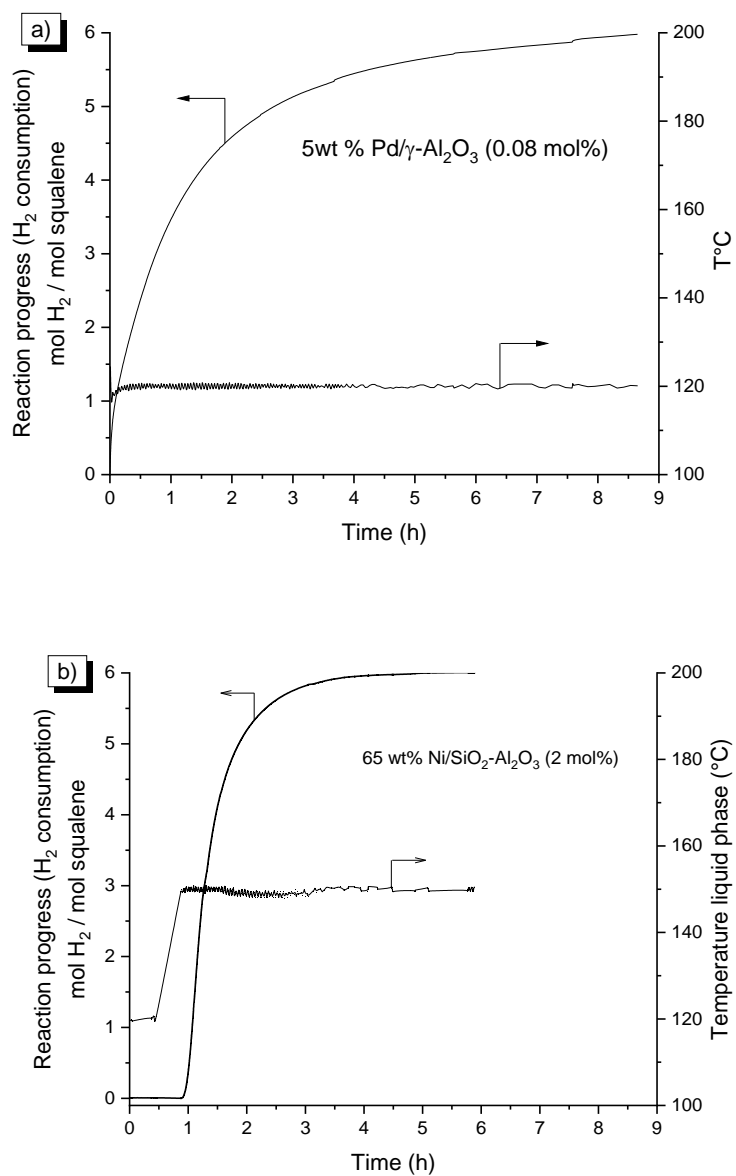 a)
6
5
4
3
2
1
0
Reaction progress (H₂ consumption)
mol H₂ / mol squalene
5wt % Pd/γ-Al₂O₃ (0.08 mol%)
200
180
160
140
120
100
T°C
0 1 2 3 4 5 6 7 8 9
Time (h)
b)
6
5
4
3
2
1
0
Reaction progress (H₂ consumption)
mol H₂ / mol squalene
65 wt% Ni/SiO₂-Al₂O₃ (2 mol%)
200
180
160
140
120
100
Temperature liquid phase (°C)
0 1 2 3 4 5 6 7 8 9
Time (h)